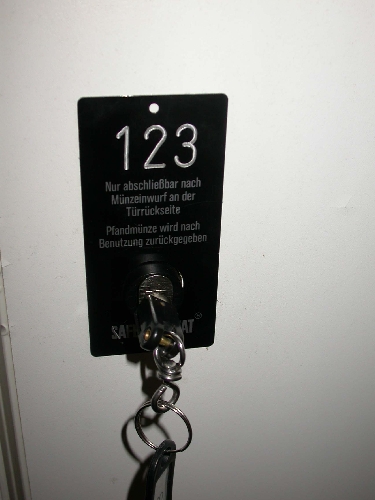 123
Nur abschließbar nach
Münzeinwurf an der
Türrückseite
Pfandmünze wird nach
Benutzung zurückgegeben